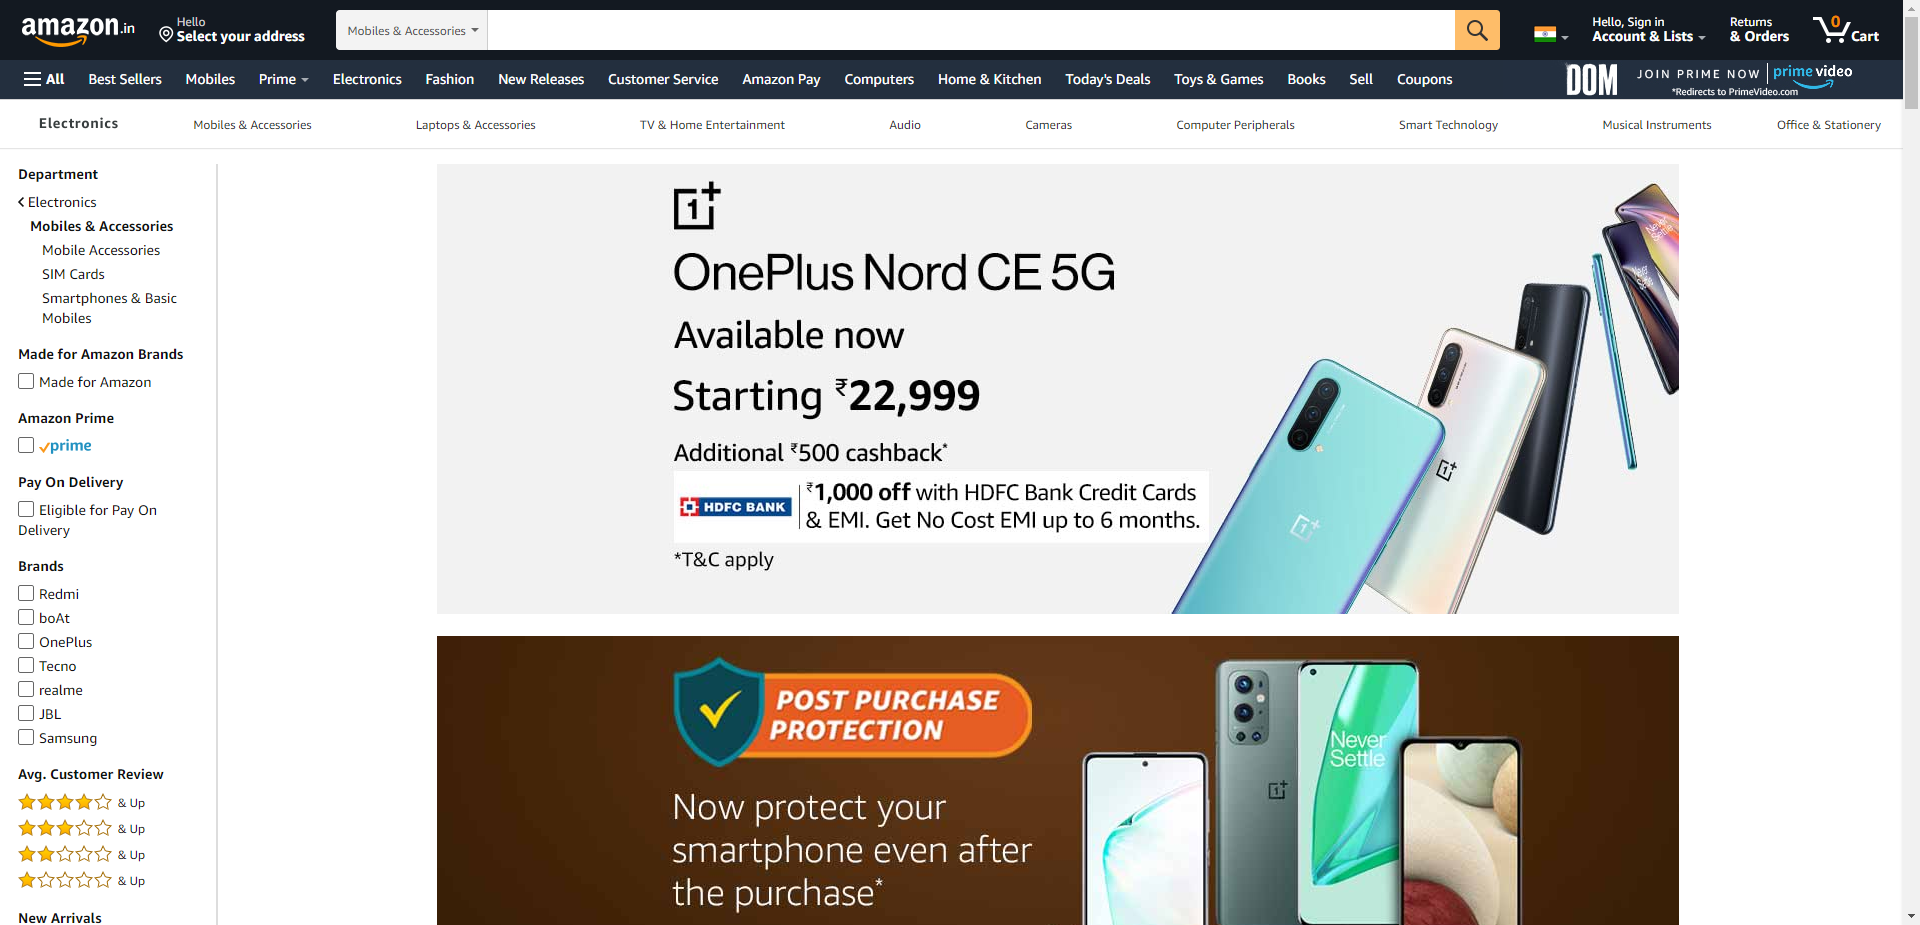 amazon.in
Hello
Select your address
Mobiles & Accessories
Hello, Sign in
Account & Lists
Returns
& Orders
0
Cart
All
Best Sellers
Mobiles
Prime
Electronics
Fashion
New Releases
Customer Service
Amazon Pay
Computers
Home & Kitchen
Today's Deals
Toys & Games
Books
Sell
Coupons
DOM
JOIN PRIME NOW
prime video
*Redirects to PrimeVideo.com
Electronics
Mobiles & Accessories
Laptops & Accessories
TV & Home Entertainment
Audio
Cameras
Computer Peripherals
Smart Technology
Musical Instruments
Office & Stationery
Department
Electronics
Mobiles & Accessories
Mobile Accessories
SIM Cards
Smartphones & Basic
Mobiles
Made for Amazon Brands
Made for Amazon
Amazon Prime
prime
Pay On Delivery
Eligible for Pay On
Delivery
Brands
Redmi
boAt
OnePlus
Tecno
realme
JBL
Samsung
Avg. Customer Review
& Up
& Up
& Up
& Up
New Arrivals
1+
OnePlus Nord CE 5G
Available now
Starting ₹22,999
Additional ₹500 cashback*
HDFC BANK
₹1,000 off with HDFC Bank Credit Cards
& EMI. Get No Cost EMI up to 6 months.
*T&C apply
Never
Settle
POST PURCHASE
PROTECTION
Now protect your
smartphone even after
the purchase*
Never
Settle